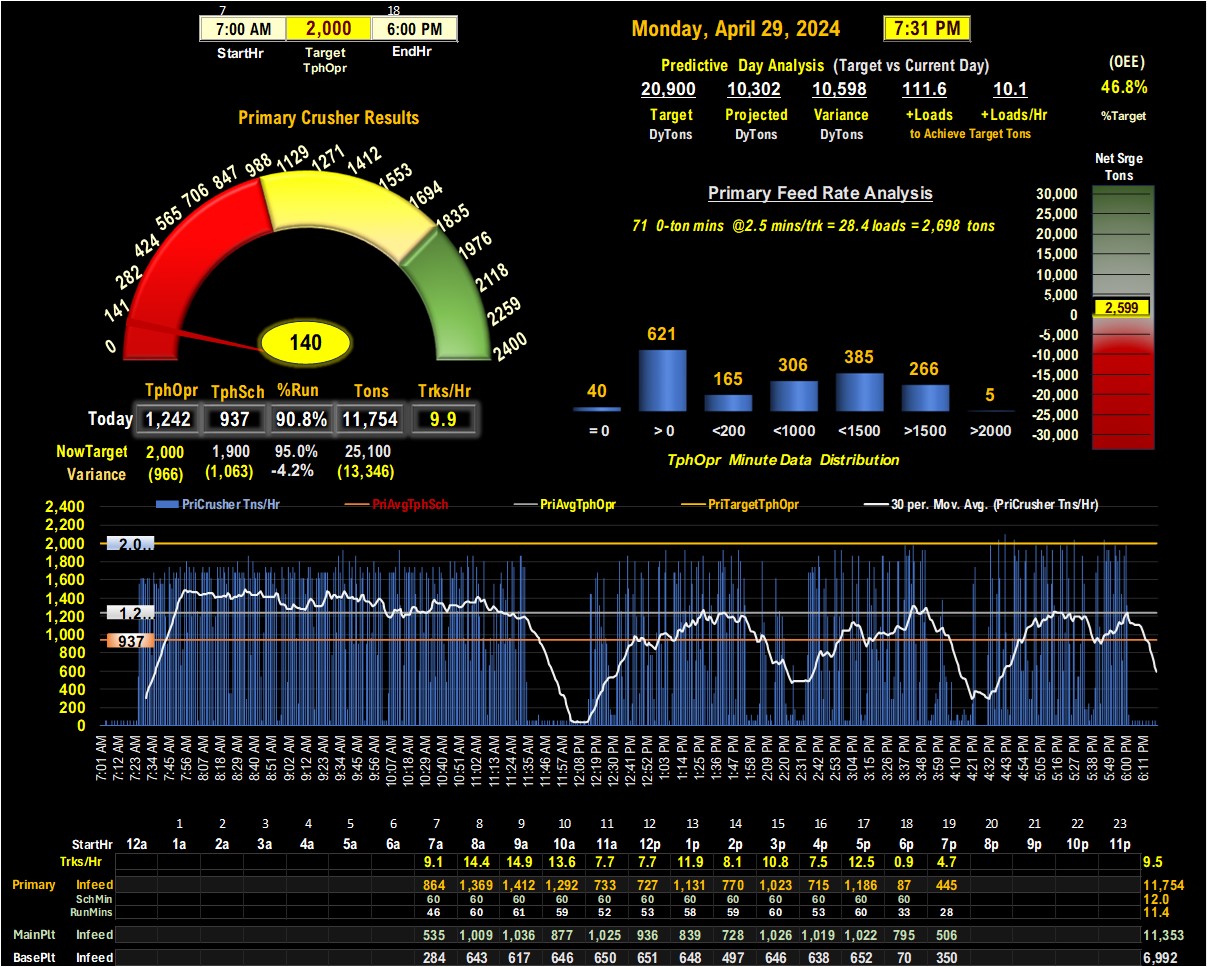 7 18
7:00 AM 2,000 6:00 PM
StartHr Target TphOpr EndHr
Monday, April 29, 2024 7:31 PM
Predictive Day Analysis (Target vs Current Day)
20,900 10,302 10,598 111.6 10.1
Target Projected Variance +Loads +Loads/Hr
DyTons DyTons DyTons to Achieve Target Tons
(OEE)
46.8%
%Target
Primary Crusher Results
0 141 282 424 565 706 847 988 1129 1271 1412 1553 1694 1835 1976 2118 2259 2400
140
TphOpr TphSch %Run Tons Trks/Hr
Today 1,242 937 90.8% 11,754 9.9
NowTarget 2,000 1,900 95.0% 25,100
Variance (966) (1,063) -4.2% (13,346)
Primary Feed Rate Analysis
71 0-ton mins @2.5 mins/trk = 28.4 loads = 2,698 tons
40 621 165 306 385 266 5
= 0 > 0 <200 <1000 <1500 >1500 >2000
TphOpr Minute Data Distribution
Net Srge
Tons
30,000
25,000
20,000
15,000
10,000
5,000
0
-5,000
-10,000
-15,000
-20,000
-25,000
-30,000
2,599
PriCrusher Tns/Hr PriAvgTphSch PriAvgTphOpr PriTargetTphOpr 30 per. Mov. Avg. (PriCrusher Tns/Hr)
2,400
2,200
2,000
1,800
1,600
1,400
1,200
1,000
800
600
400
200
0
2.0..
1.2..
937
7:01 AM 7:12 AM 7:23 AM 7:34 AM 7:45 AM 7:56 AM 8:07 AM 8:18 AM 8:29 AM 8:40 AM 8:51 AM 9:02 AM 9:12 AM 9:23 AM 9:34 AM 9:45 AM 9:56 AM 10:07 AM 10:18 AM 10:29 AM 10:40 AM 10:51 AM 11:02 AM 11:13 AM 11:24 AM 11:35 AM 11:46 AM 11:57 AM 12:08 PM 12:19 PM 12:30 PM 12:41 PM 12:52 PM 1:03 PM 1:14 PM 1:25 PM 1:36 PM 1:47 PM 1:58 PM 2:09 PM 2:20 PM 2:31 PM 2:42 PM 2:53 PM 3:04 PM 3:15 PM 3:26 PM 3:37 PM 3:48 PM 3:59 PM 4:10 PM 4:21 PM 4:32 PM 4:43 PM 4:54 PM 5:05 PM 5:16 PM 5:27 PM 5:38 PM 5:49 PM 6:00 PM 6:11 PM
1 2 3 4 5 6 7 8 9 10 11 12 13 14 15 16 17 18 19 20 21 22 23
StartHr 12a 1a 2a 3a 4a 5a 6a 7a 8a 9a 10a 11a 12p 1p 2p 3p 4p 5p 6p 7p 8p 9p 10p 11p
Trks/Hr 9.1 14.4 14.9 13.6 7.7 7.7 11.9 8.1 10.8 7.5 12.5 0.9 4.7 9.5
Primary Infeed 864 1,369 1,412 1,292 733 727 1,131 770 1,023 715 1,186 87 445 11,754
SchMin 60 60 60 60 60 60 60 60 60 60 60 60 12.0
RunMins 46 60 61 59 52 53 58 59 60 53 60 33 28 11.4
MainPlt Infeed 535 1,009 1,036 877 1,025 936 839 728 1,026 1,019 1,022 795 506 11,353
BasePlt Infeed 284 643 617 646 650 651 648 497 646 638 652 70 350 6,992